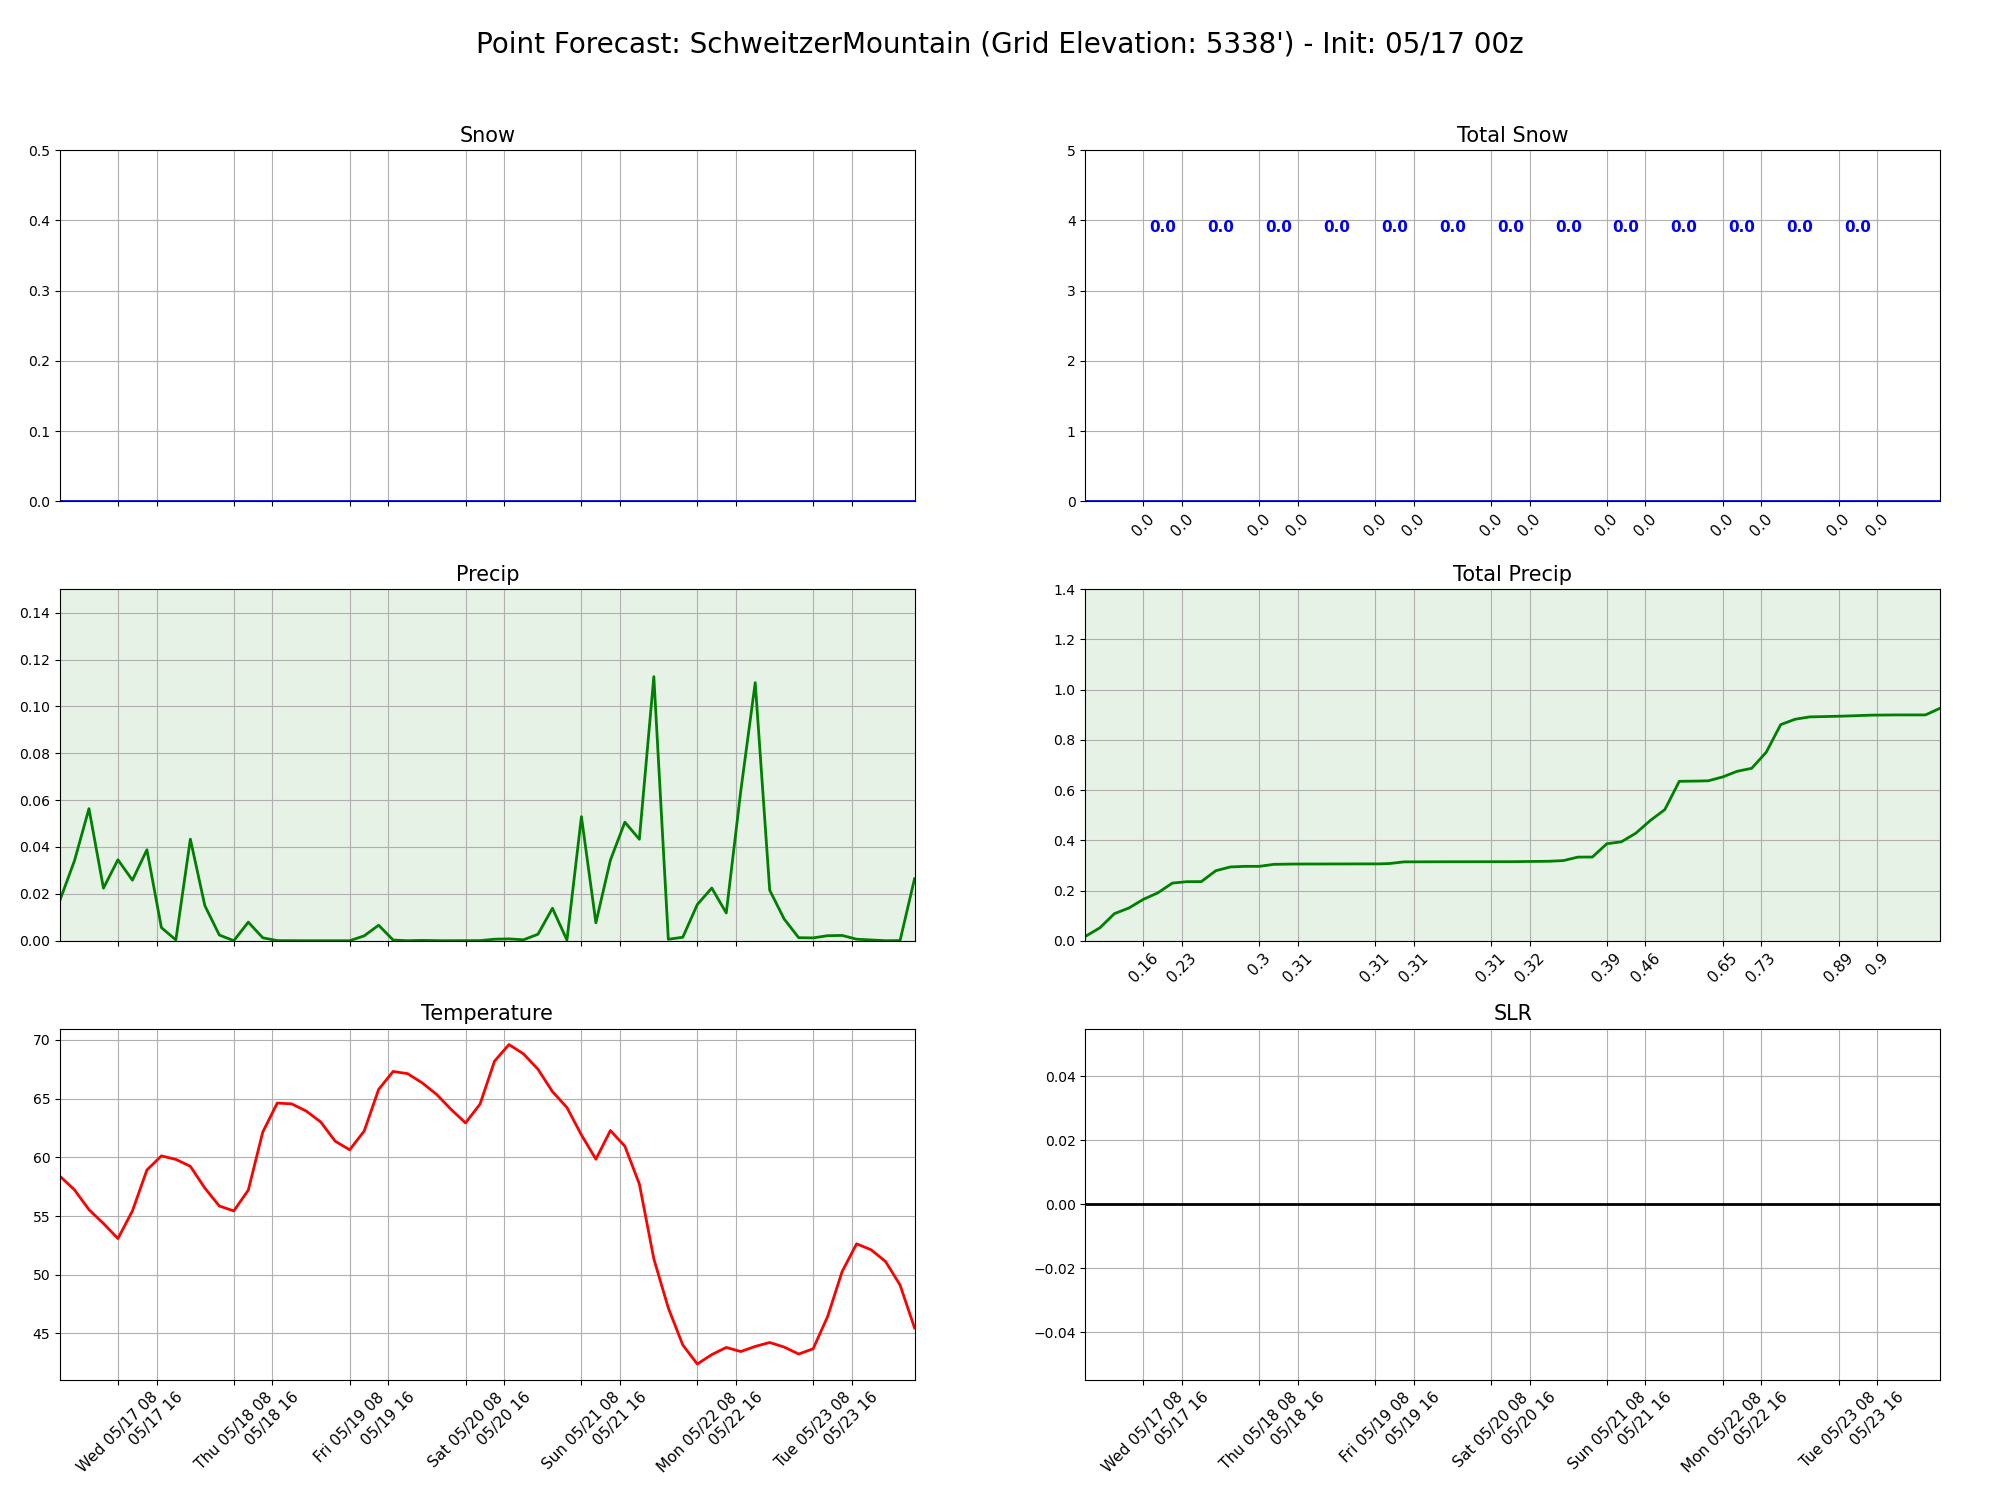 Point Forecast: SchweitzerMountain (Grid Elevation: 5338') - Init: 05/17 00z
Snow
0.5
0.4
0.3
0.2
0.1
0.0
Total Snow
5
4
3
2
1
0
0.0 0.0 0.0 0.0 0.0 0.0 0.0 0.0 0.0 0.0 0.0 0.0 0.0
0.0 0.0 0.0 0.0 0.0 0.0 0.0 0.0 0.0 0.0 0.0 0.0 0.0 0.0
Precip
0.14
0.12
0.10
0.08
0.06
0.04
0.02
0.00
Total Precip
1.4
1.2
1.0
0.8
0.6
0.4
0.2
0.0
0.16 0.23 0.3 0.31 0.31 0.31 0.31 0.32 0.39 0.46 0.65 0.73 0.89 0.9
Temperature
70
65
60
55
50
45
Wed 05/17 08
05/17 16
Thu 05/18 08
05/18 16
Fri 05/19 08
05/19 16
Sat 05/20 08
05/20 16
Sun 05/21 08
05/21 16
Mon 05/22 08
05/22 16
Tue 05/23 08
05/23 16
SLR
0.04
0.02
0.00
−0.02
−0.04
Wed 05/17 08
05/17 16
Thu 05/18 08
05/18 16
Fri 05/19 08
05/19 16
Sat 05/20 08
05/20 16
Sun 05/21 08
05/21 16
Mon 05/22 08
05/22 16
Tue 05/23 08
05/23 16